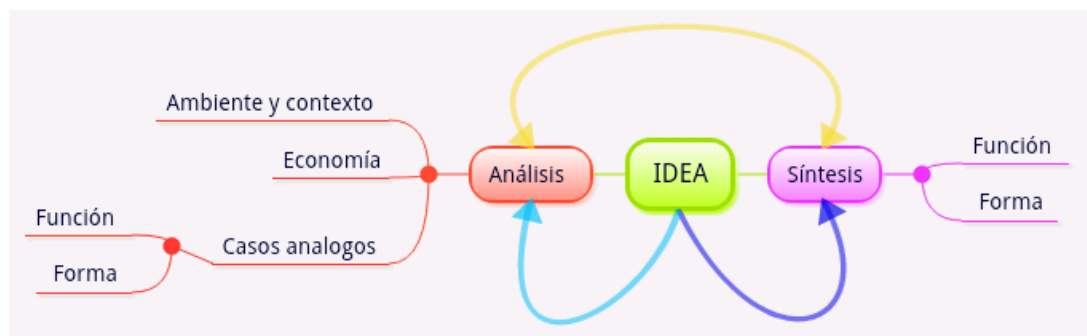 Ambiente y contexto
Economía
Casos analogos
Función
Forma
Análisis
IDEA
Síntesis
Función
Forma